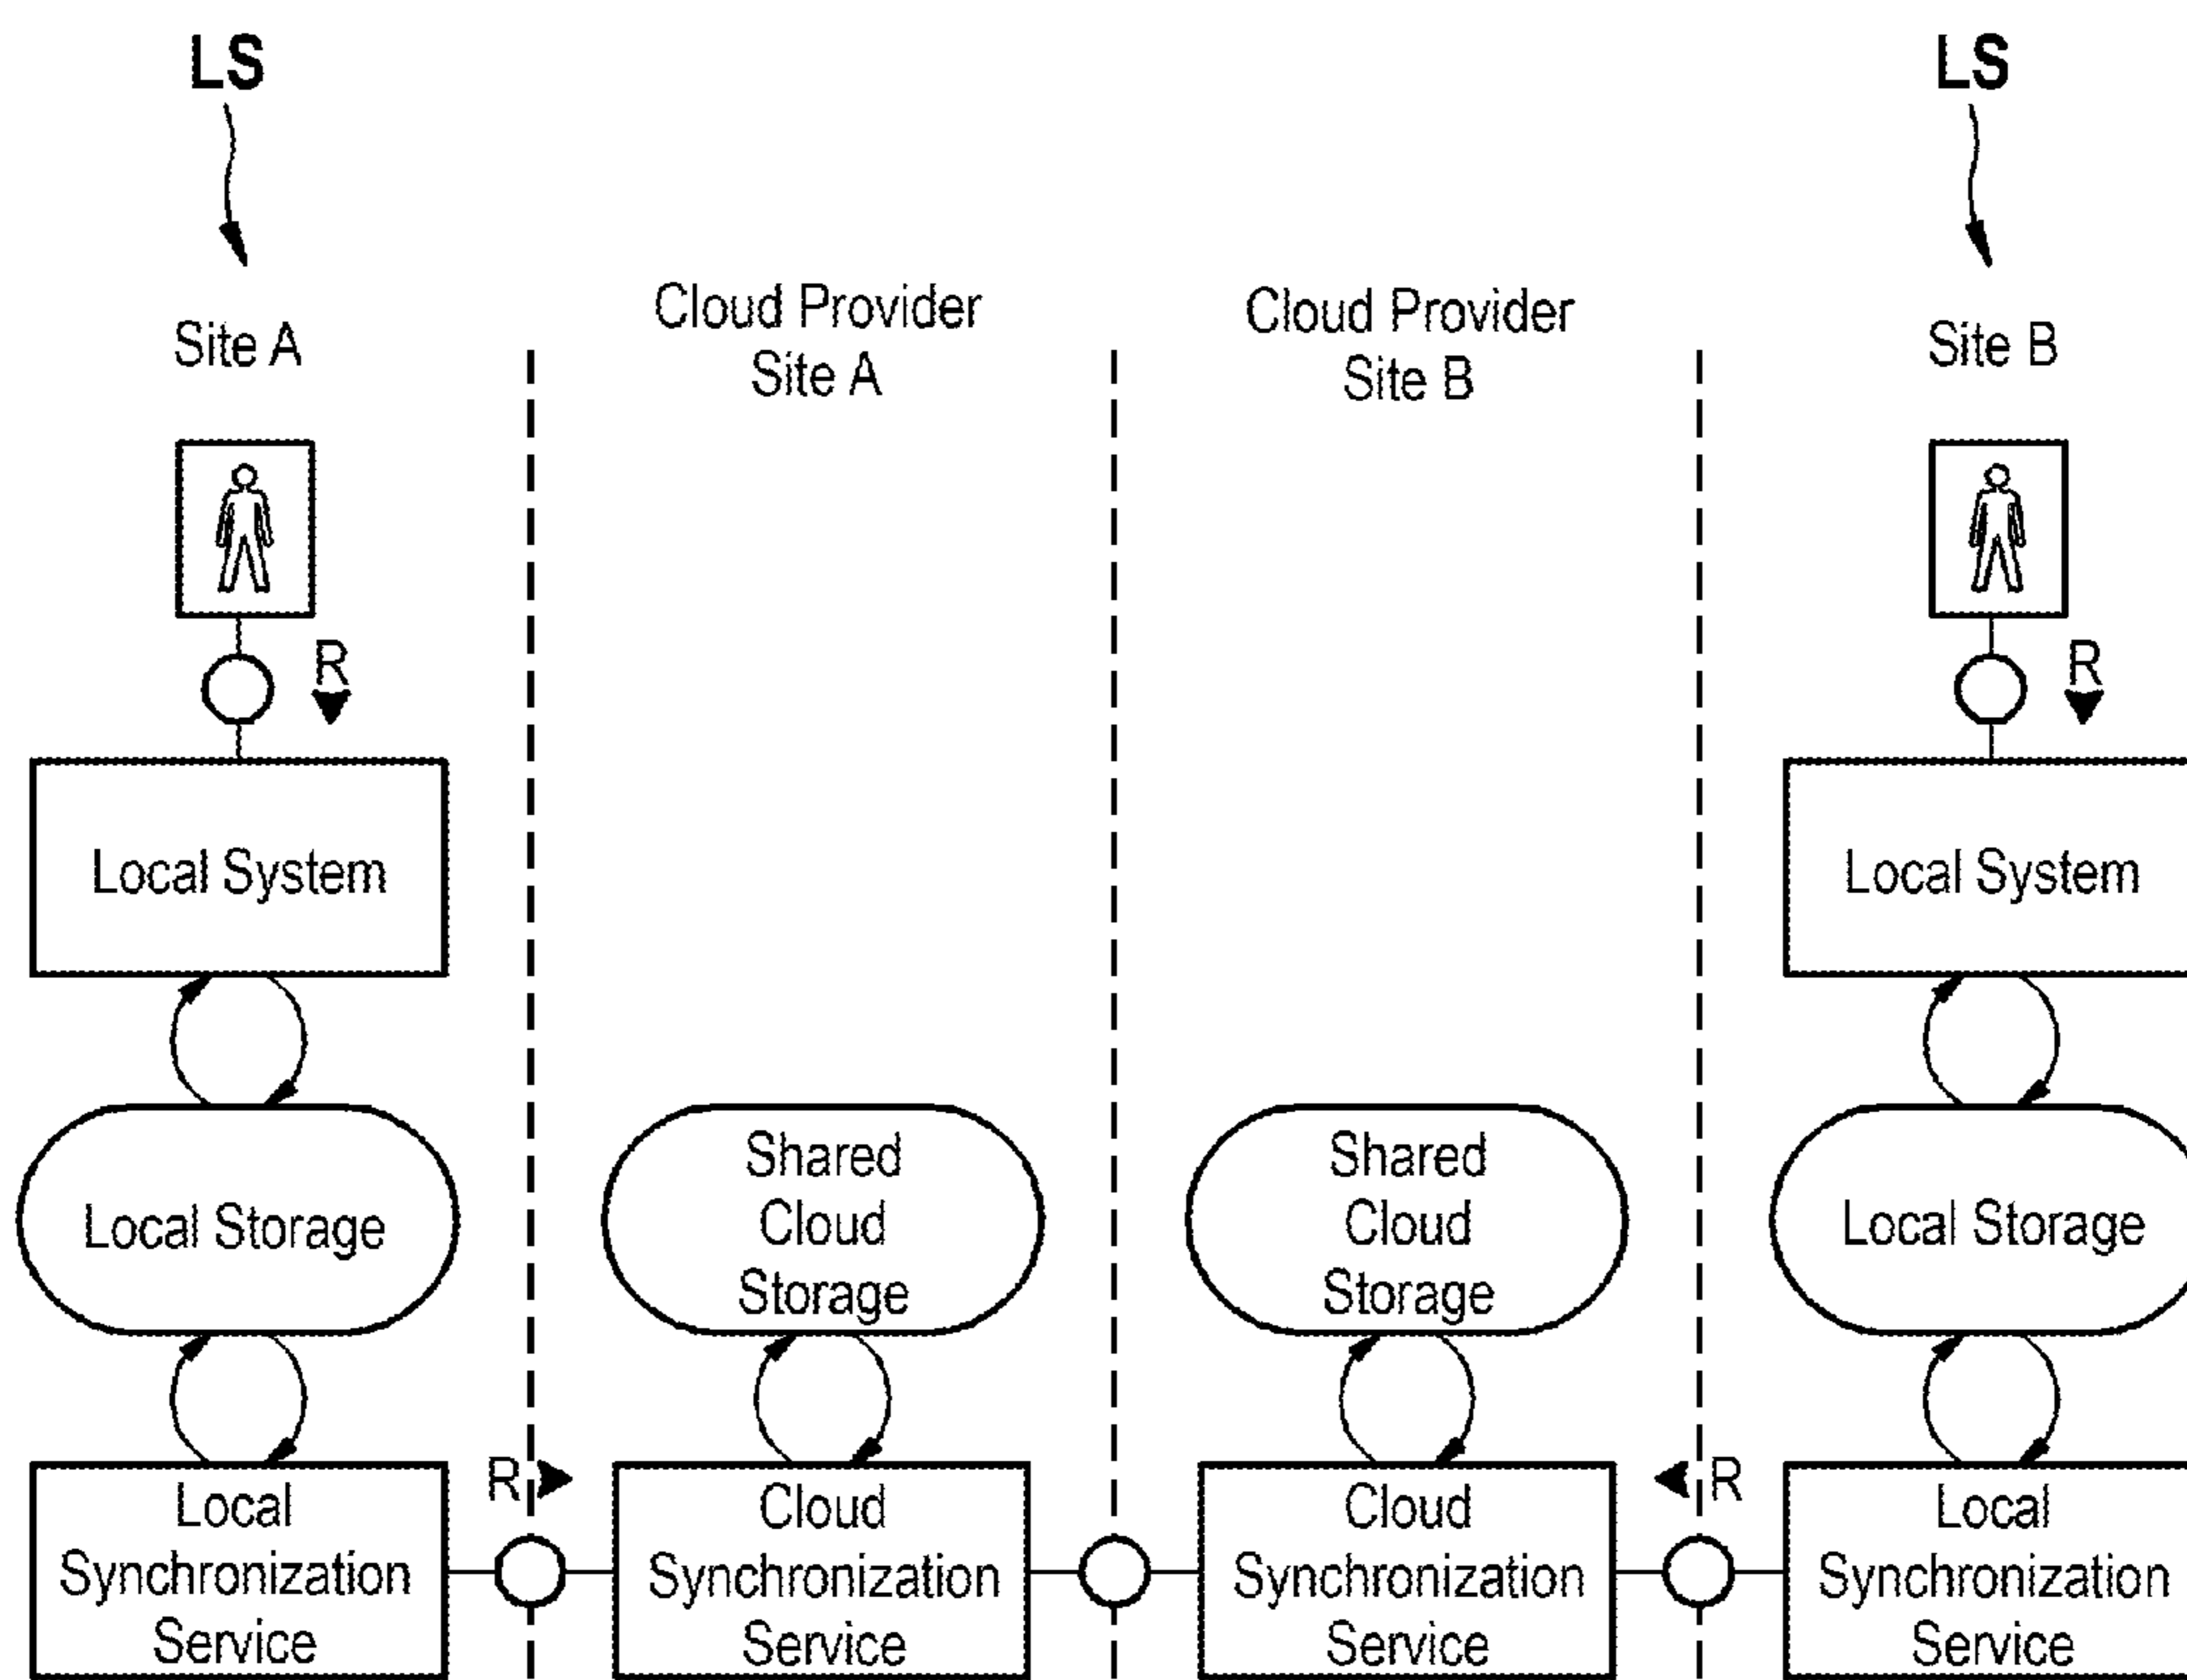 LS
LS
Site A
Cloud Provider
Site A
Cloud Provider
Site B
Site B
R
R
Local System
Local System
Local Storage
Shared
Cloud
Storage
Shared
Cloud
Storage
Local Storage
R
R
Local
Synchronization
Service
Cloud
Synchronization
Service
Cloud
Synchronization
Service
Local
Synchronization
Service